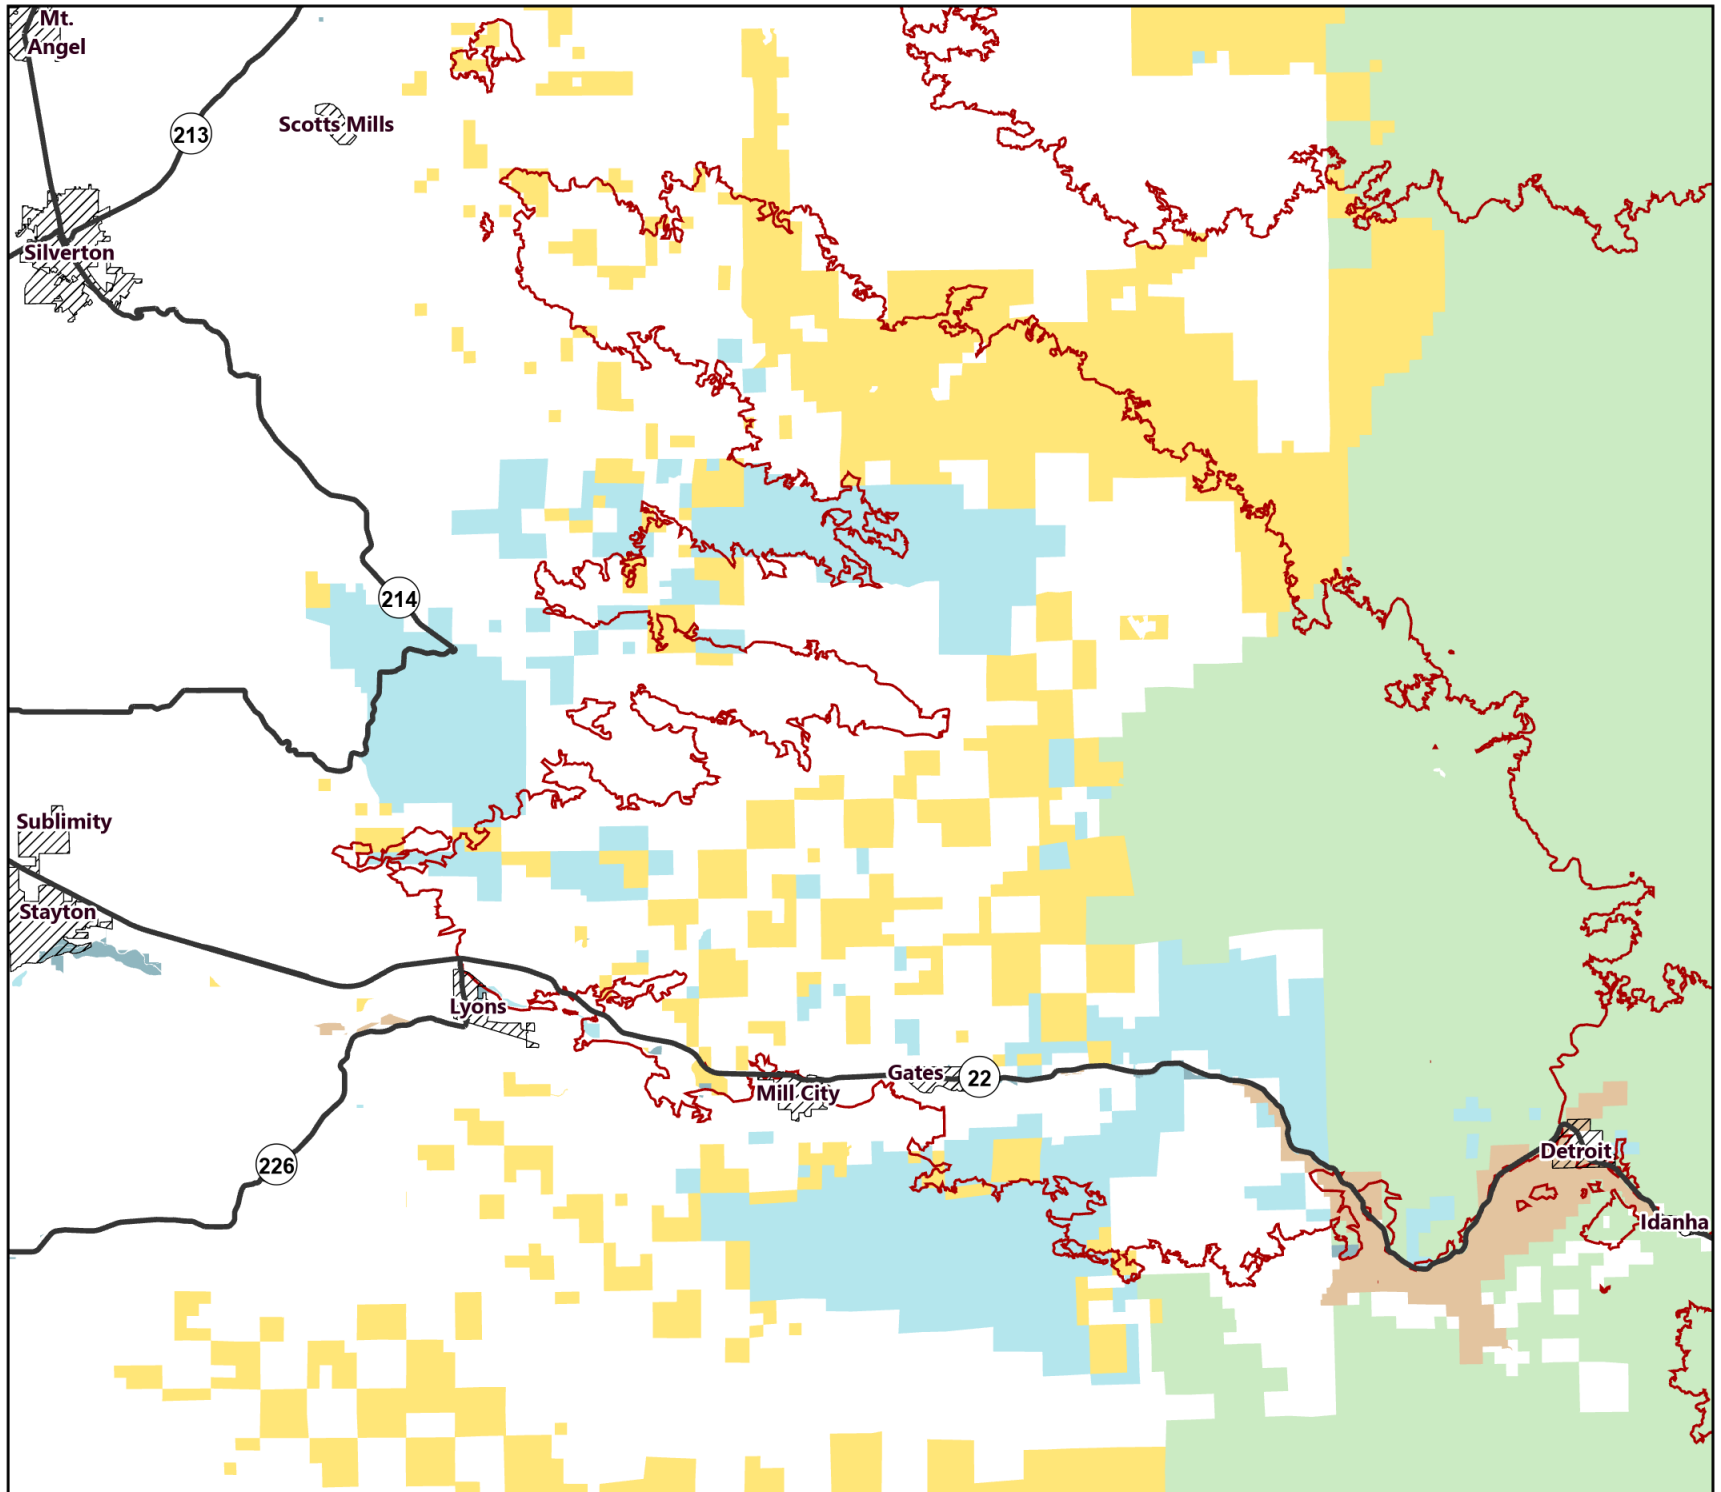 Mt.
Angel
213
Scotts Mills
Silverton
214
Sublimity
Stayton
Lyons
Gates
22
Mill City
226
Detroit
Idanha